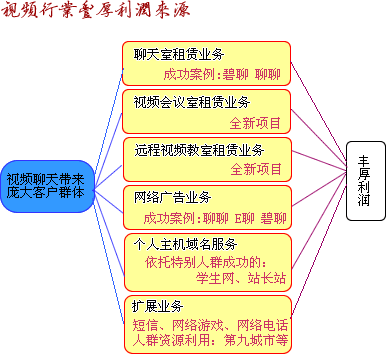 視頻行業豐厚利潤來源
聊天室租赁业务
成功案例:碧聊 聊聊
视频会议室租赁业务
全新项目
远程视频教室租赁业务
全新项目
视频聊天带来
庞大客户群体
网络广告业务
成功案例:聊聊 E聊 碧聊
个人主机域名服务
依托特别人群成功的:
学生网、站长站
扩展业务
短信、网络游戏、网络电话
人群资源利用: 第九城市等
丰厚利润